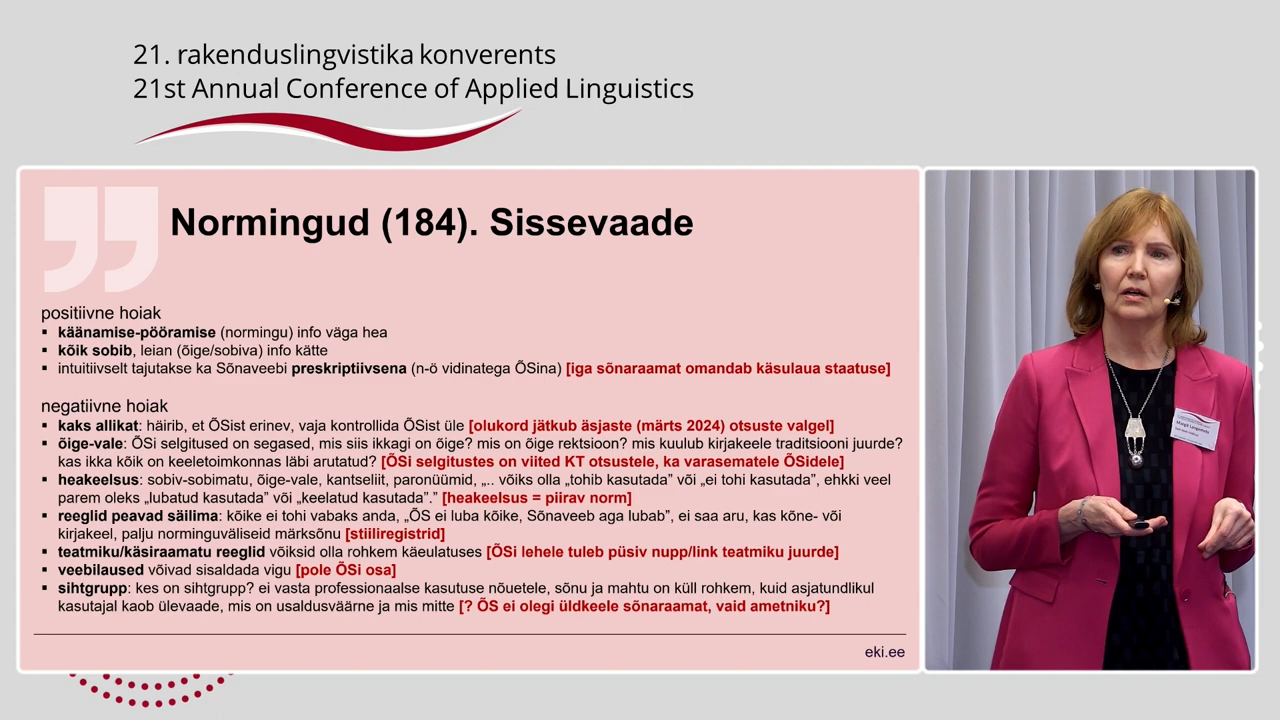 21. rakenduslingvistika konverents
21st Annual Conference of Applied Linguistics
Normingud (184). Sissevaade
positiivne hoiak
▪ käänamise-pööramise (normingu) info väga hea
▪ kõik sobib, leian (õige/sobiva) info kätte
▪ intuitiivselt tajutakse ka Sõnaveebi preskriptiivsena (n-ö vidinatega ÕSina) [iga sõnaraamat omandab käsulaua staatuse]
negatiivne hoiak
▪ kaks allikat: häirib, et ÕSist erinev, vaja kontrollida ÕSist üle [olukord jätkub äsjaste (märts 2024) otsuste valgel]
▪ õige-vale: ÕSi selgitused on segased, mis siis ikkagi on õige? mis on õige rektsioon? mis kuulub kirjakeele traditsiooni juurde?
kas ikka kõik on keeletoimkonnas läbi arutatud? [ÕSi selgitustes on viited KT otsustele, ka varasematele ÕSidele]
▪ heakeelsus: sobiv-sobimatu, õige-vale, kantseliit, paronüümid, „.. võiks olla „tohib kasutada” või „ei tohi kasutada”, ehkki veel
parem oleks „lubatud kasutada” või „keelatud kasutada”.” [heakeelsus = piirav norm]
▪ reeglid peavad säilima: kõike ei tohi vabaks anda, „ÕS ei luba kõike, Sõnaveeb aga lubab”, ei saa aru, kas kõne- või
kirjakeel, palju norminguväliseid märksõnu [stiiliregistrid]
▪ teatmiku/käsiraamatu reeglid võiksid olla rohkem käeulatuses [ÕSi lehele tuleb püsiv nupp/link teatmiku juurde]
▪ veebilaused võivad sisaldada vigu [pole ÕSi osa]
▪ sihtgrupp: kes on sihtgrupp? ei vasta professionaalse kasutuse nõuetele, sõnu ja mahtu on küll rohkem, kuid asjatundlikul
kasutajal kaob ülevaade, mis on usaldusväärne ja mis mitte [? ÕS ei olegi üldkeele sõnaraamat, vaid ametniku?]
eki.ee
Margit Langemets